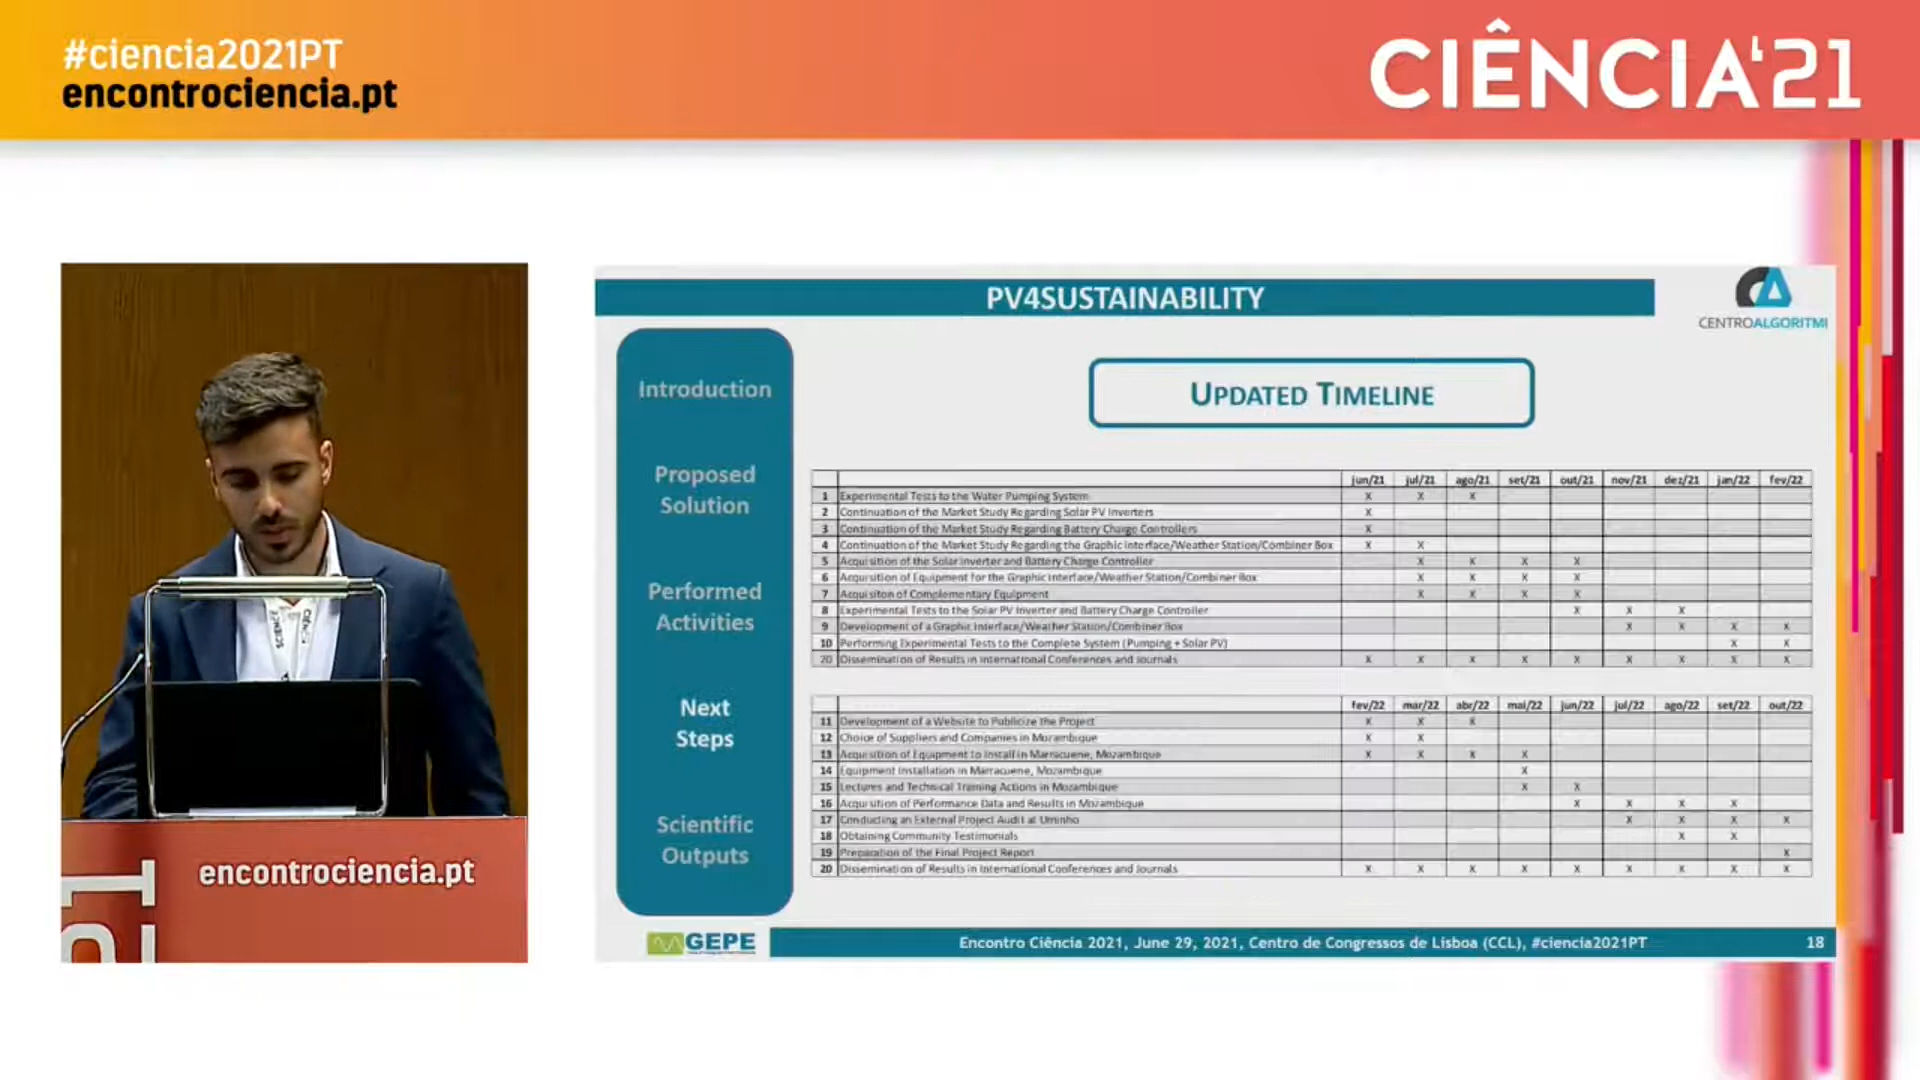 #ciencia2021PT
encontrociencia.pt
CIÊNCIA'21
encontrociencia.pt
PV4SUSTAINABILITY
CENTROALGORITMI
Introduction
Proposed
Solution
Performed
Activities
Next
Steps
Scientific
Outputs
UPDATED TIMELINE
jun/21 jul/21 ago/21 set/21 out/21 nov/21 dez/21 jan/22 fev/22
1 Experimental Tests to the Water Pumping System X X X
2 Continuation of the Market Study Regarding Solar PV Inverters X
3 Continuation of the Market Study Regarding Battery Charge Controllers X
4 Continuation of the Market Study Regarding the Graphic Interface/Weather Station/Combiner Box X X
5 Acquisition of the Solar Inverter and Battery Charge Controller X X X X
6 Acquisition of Equipment for the Graphic Interface/Weather Station/Combiner Box X X X X
7 Acquisiton of Complementary Equipment X X X X
8 Experimental Tests to the Solar PV Inverter and Battery Charge Controller X X X
9 Development of a Graphic Interface/Weather Station/Combiner Box X X X X
10 Performing Experimental Tests to the Complete System (Pumping + Solar PV) X X
20 Dissemination of Results in International Conferences and Journals X X X X X X X X X
fev/22 mar/22 abr/22 mai/22 jun/22 jul/22 ago/22 set/22 out/22
11 Development of a Website to Publicize the Project X X X
12 Choice of Suppliers and Companies in Mozambique X X
13 Acquisition of Equipment to Install in Marracuene, Mozambique X X X X
14 Equipment Installation in Marracuene, Mozambique X
15 Lectures and Technical Training Actions in Mozambique X X
16 Acquisition of Performance Data and Results in Mozambique X X X X
17 Conducting an External Project Audit at Uminho X X X X
18 Obtaining Community Testimonials X X
19 Preparation of the Final Project Report X
20 Dissemination of Results in International Conferences and Journals X X X X X X X X X
GEPE
Encontro Ciência 2021, June 29, 2021, Centro de Congressos de Lisboa (CCL), #ciencia2021PT
18